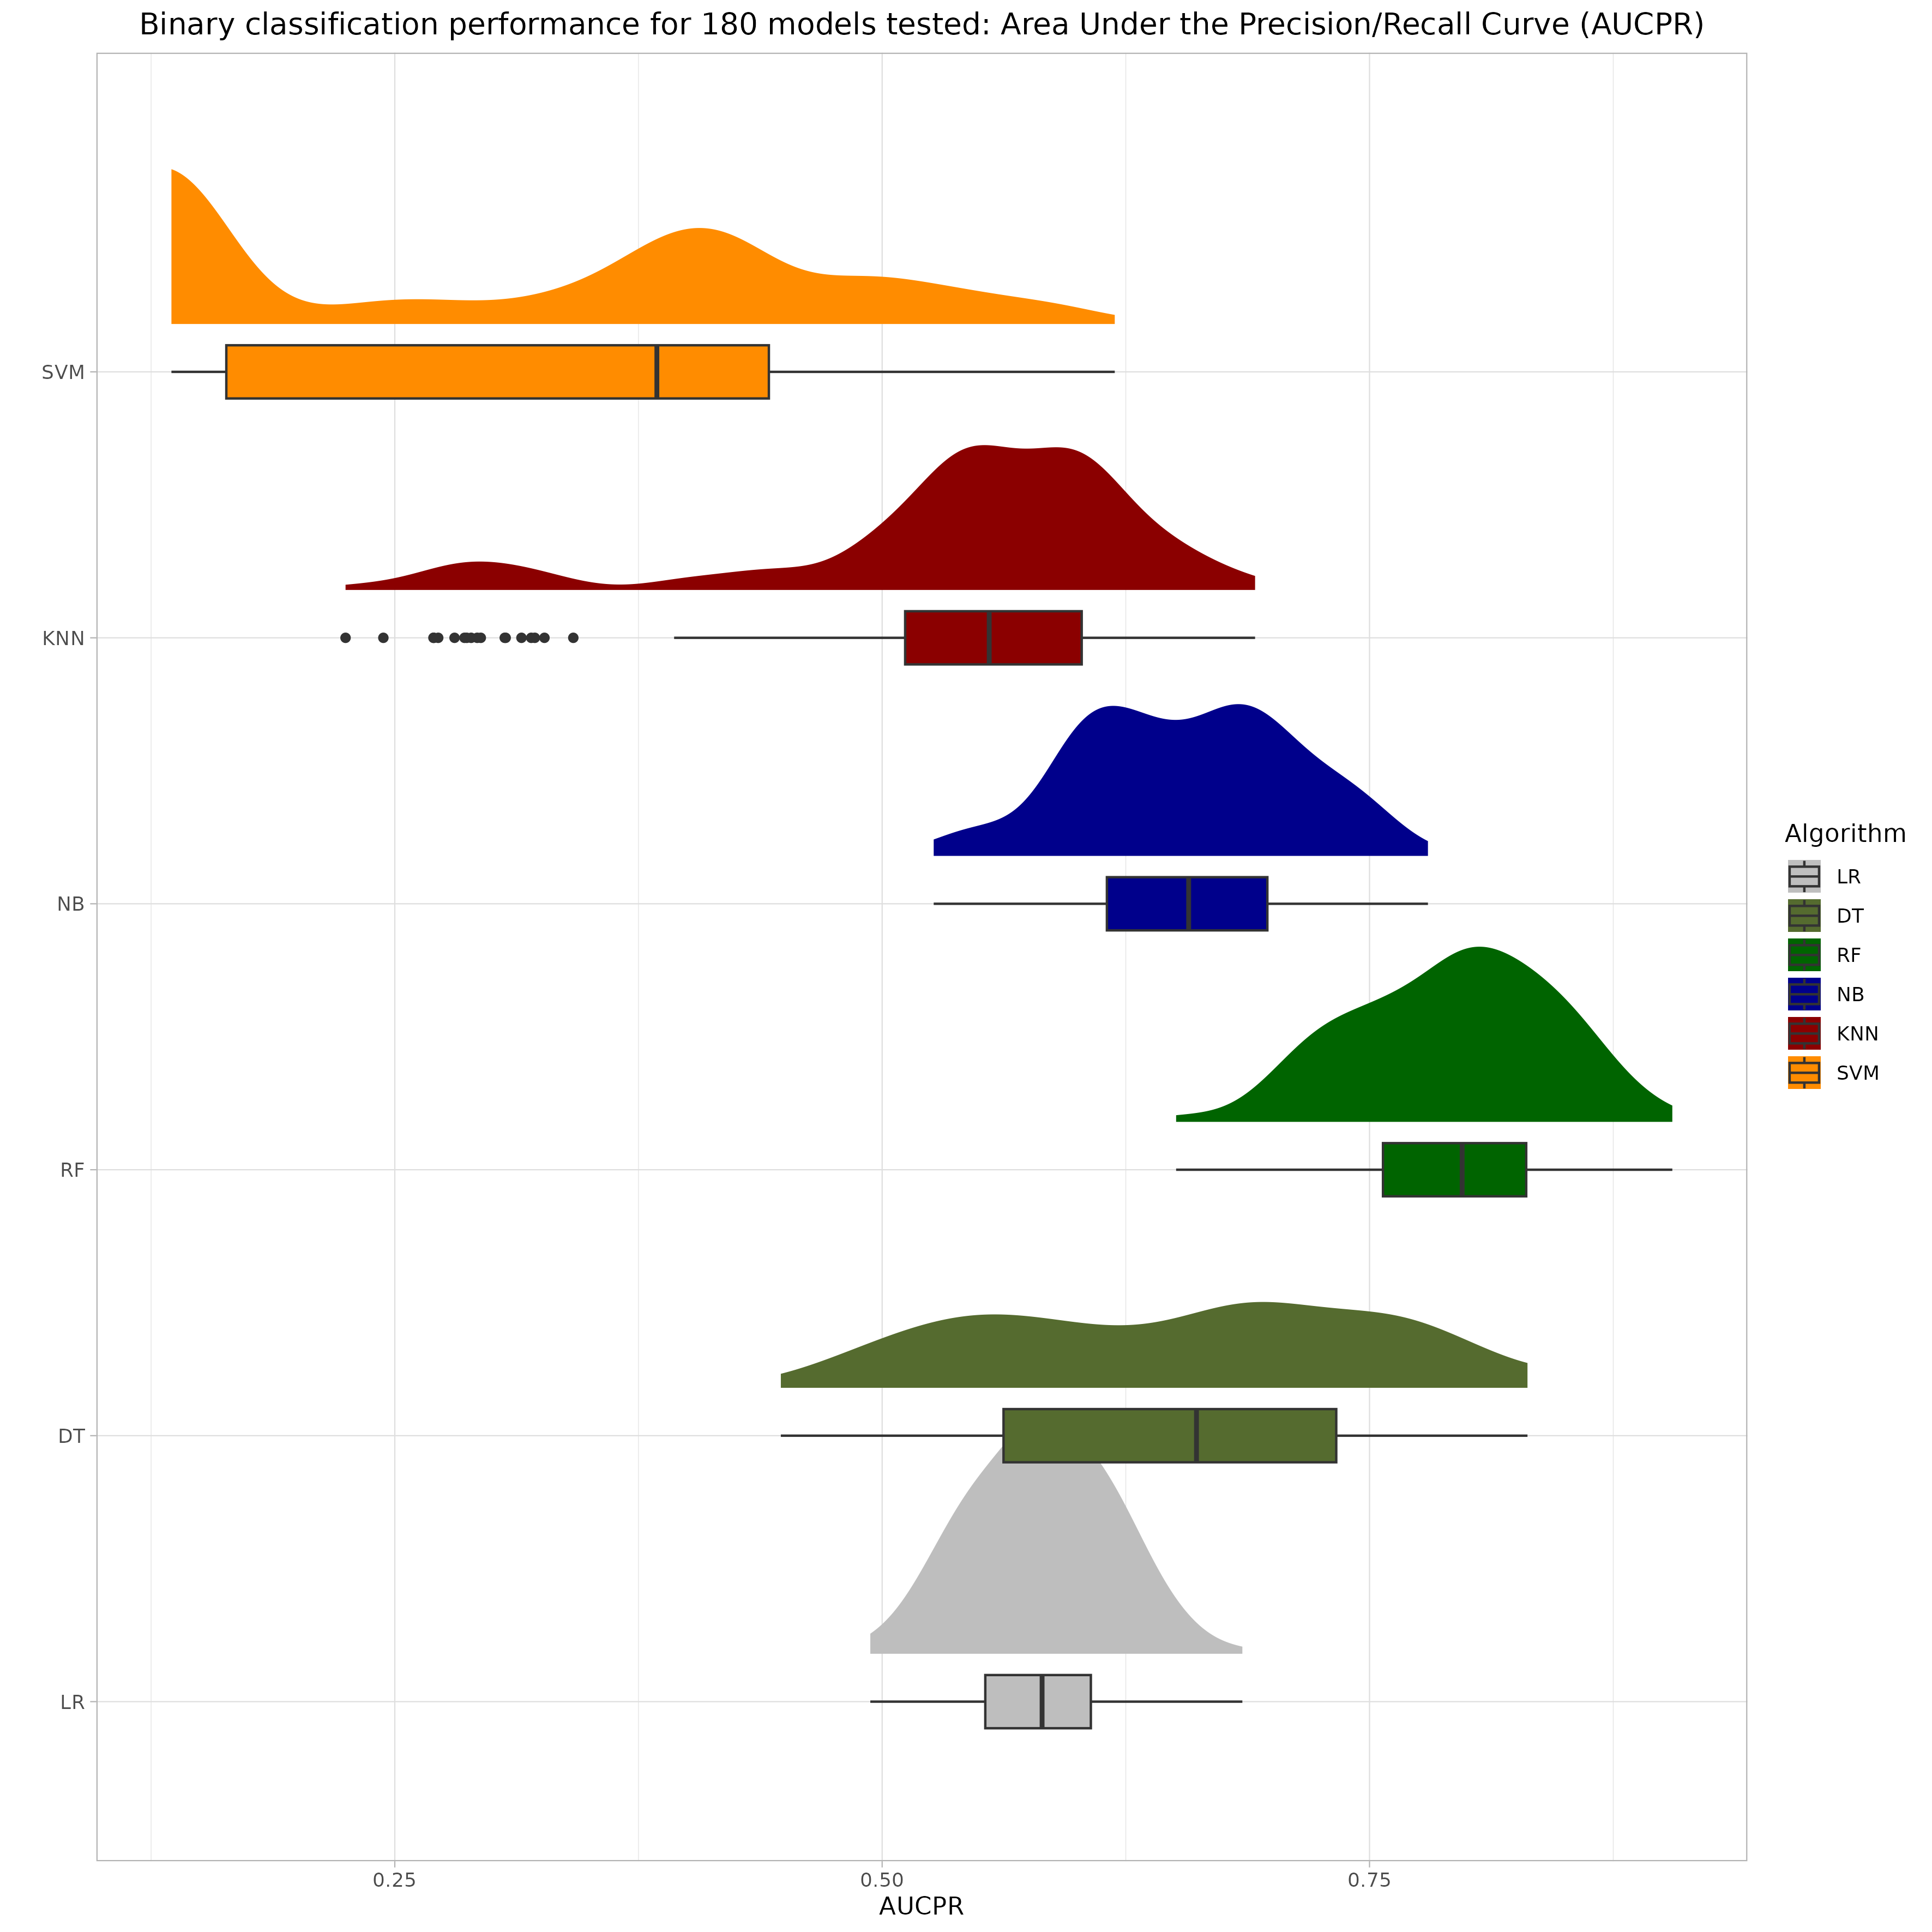 Binary classification performance for 180 models tested: Area Under the Precision/Recall Curve (AUCPR)
SVM
KNN
NB
RF
DT
LR
0.25 0.50 0.75
AUCPR
Algorithm
LR
DT
RF
NB
KNN
SVM